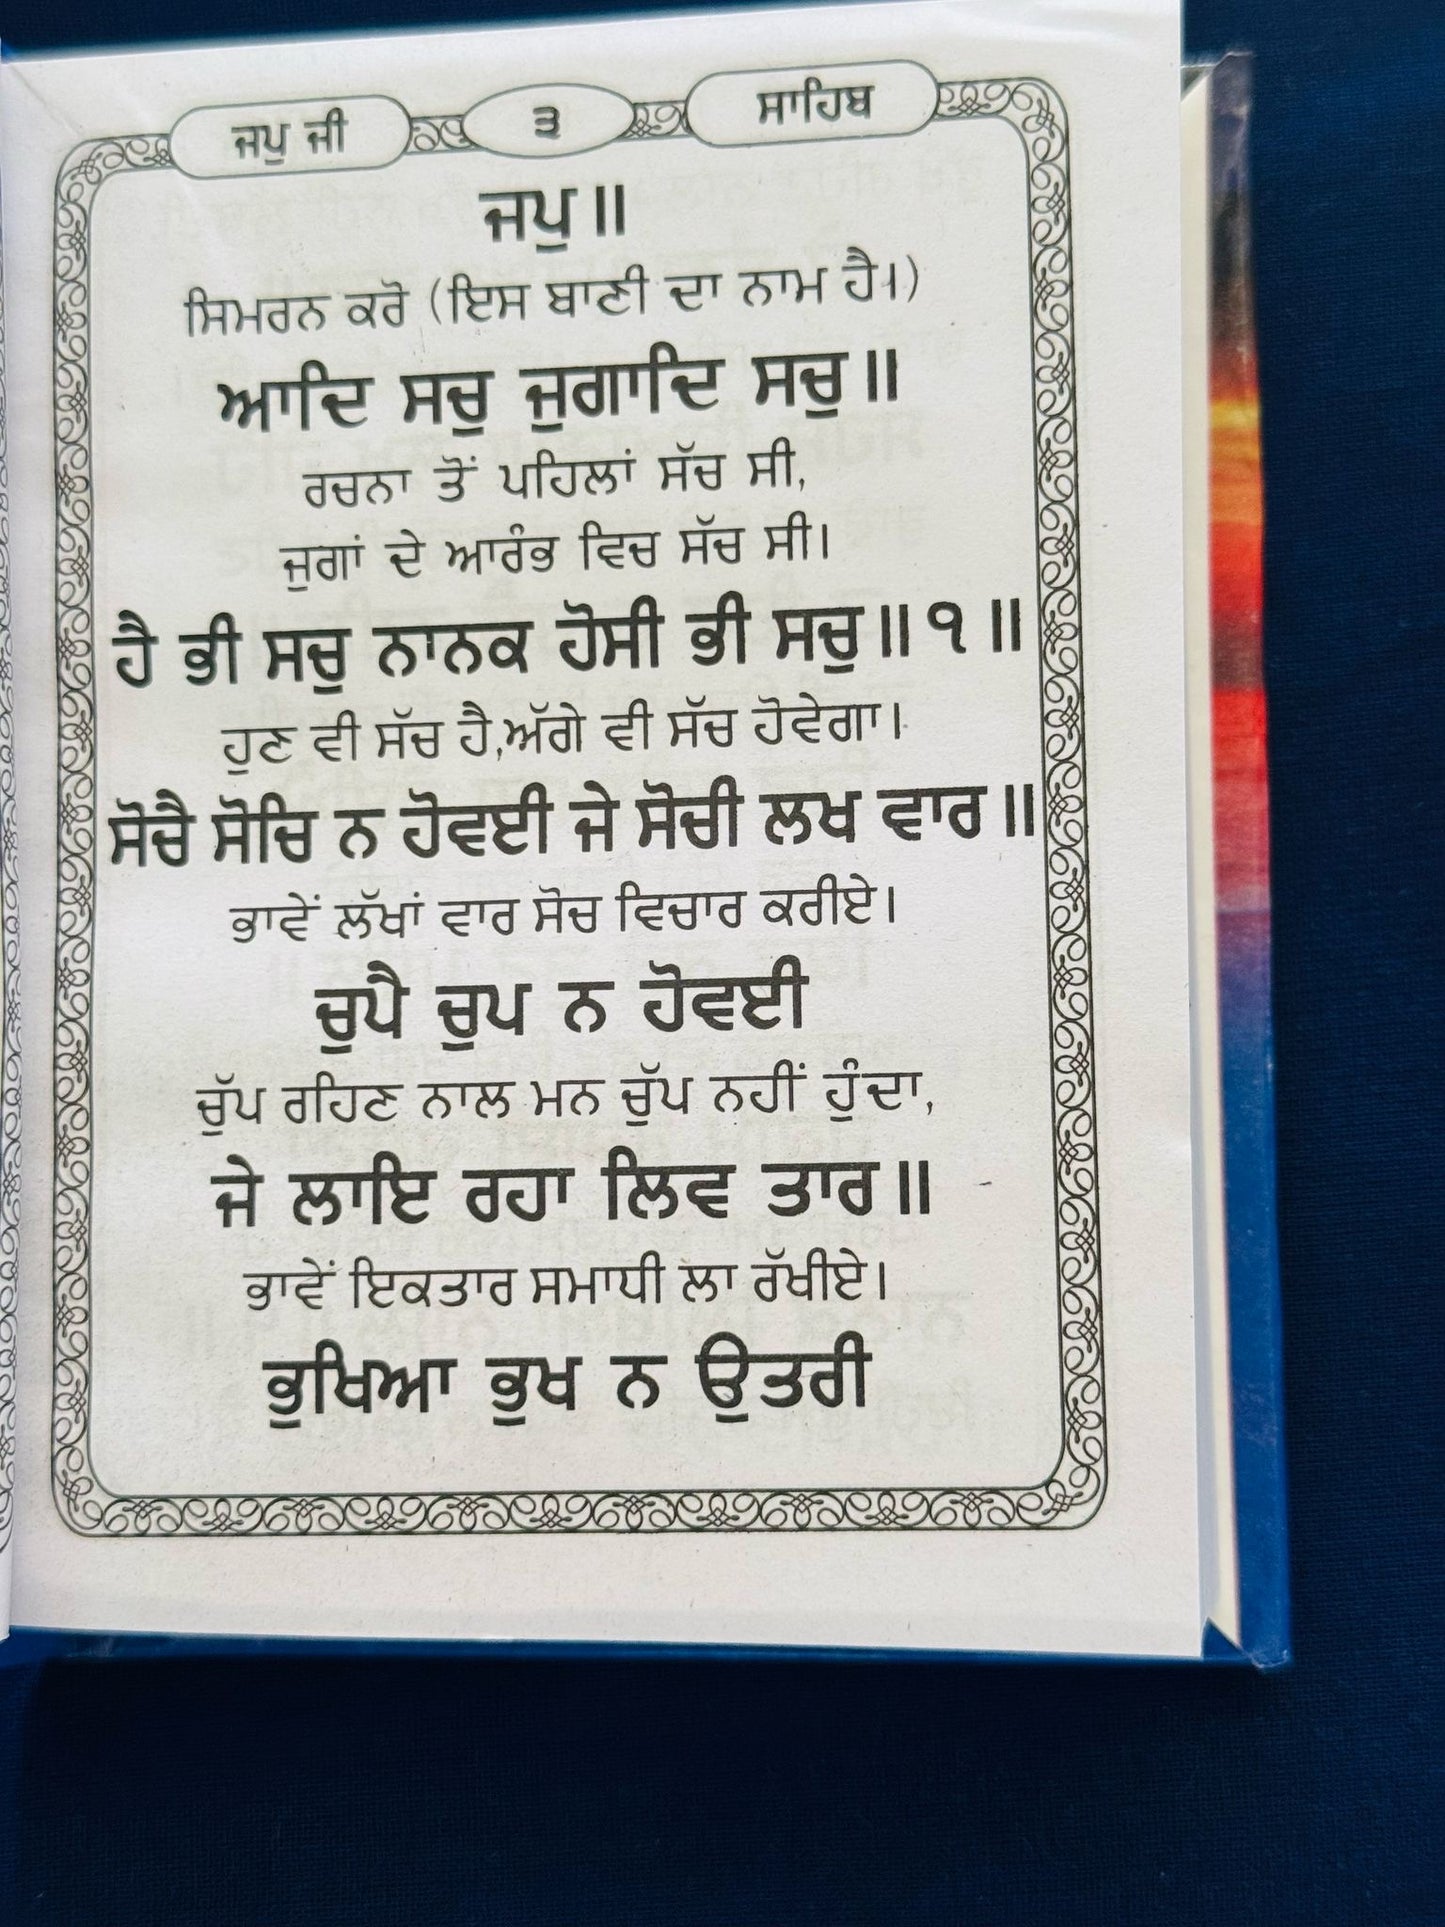 ਜਪੁ ਜੀ ੩ ਸਾਹਿਬ
ਜਪੁ॥
ਸਿਮਰਨ ਕਰੋ (ਇਸ ਬਾਣੀ ਦਾ ਨਾਮ ਹੈ।)
ਆਦਿ ਸਚੁ ਜੁਗਾਦਿ ਸਚੁ॥
ਰਚਨਾ ਤੋਂ ਪਹਿਲਾਂ ਸੱਚ ਸੀ,
ਜੁਗਾਂ ਦੇ ਆਰੰਭ ਵਿਚ ਸੱਚ ਸੀ।
ਹੈ ਭੀ ਸਚੁ ਨਾਨਕ ਹੋਸੀ ਭੀ ਸਚੁ॥੧॥
ਹੁਣ ਵੀ ਸੱਚ ਹੈ,ਅੱਗੇ ਵੀ ਸੱਚ ਹੋਵੇਗਾ।
ਸੋਚੈ ਸੋਚਿ ਨ ਹੋਵਈ ਜੇ ਸੋਚੀ ਲਖ ਵਾਰ॥
ਭਾਵੇਂ ਲੱਖਾਂ ਵਾਰ ਸੋਚ ਵਿਚਾਰ ਕਰੀਏ।
ਚੁਪੈ ਚੁਪ ਨ ਹੋਵਈ
ਚੁੱਪ ਰਹਿਣ ਨਾਲ ਮਨ ਚੁੱਪ ਨਹੀਂ ਹੁੰਦਾ,
ਜੇ ਲਾਇ ਰਹਾ ਲਿਵ ਤਾਰ॥
ਭਾਵੇਂ ਇਕਤਾਰ ਸਮਾਧੀ ਲਾ ਰੱਖੀਏ।
ਭੁਖਿਆ ਭੁਖ ਨ ਉਤਰੀ